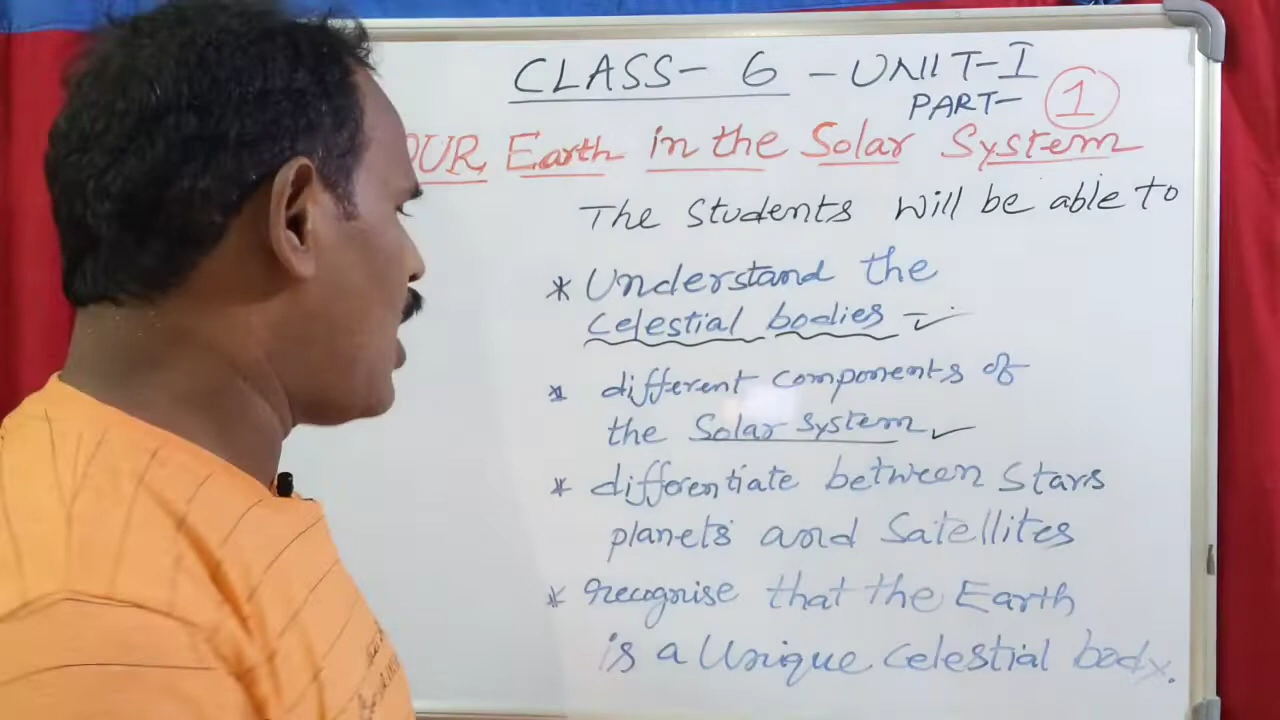 CLASS - 6 - UNIT-I
PART- 1
OUR Earth in the Solar System
The Students will be able to
* Understand the
celestial bodies -
* different components of
the Solar System
* differentiate between Stars
planets and Satellites
* recognise that the Earth
is a Unique celestial body.